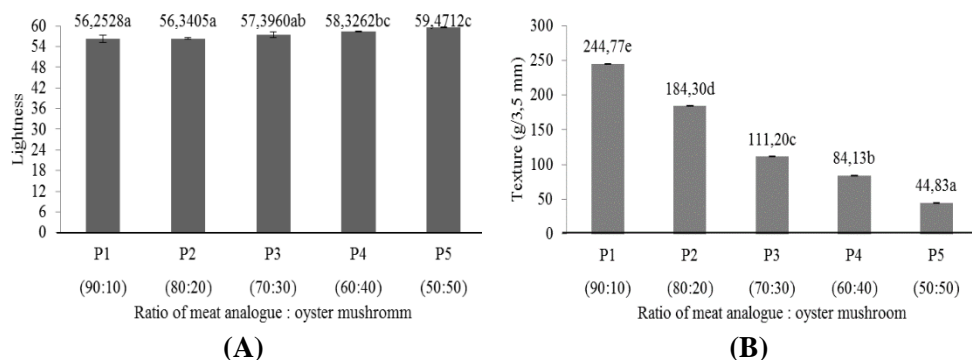 60
54
48
42
36
30
24
18
12
6
0
Lightness
56,2528a 56,3405a 57,3960ab 58,3262bc 59,4712c
P1 P2 P3 P4 P5
(90:10) (80:20) (70:30) (60:40) (50:50)
Ratio of meat analogue : oyster mushromm
(A)
300
250
200
150
100
50
0
Texture (g/3,5 mm)
244,77e
184,30d
111,20c
84,13b
44,83a
P1 P2 P3 P4 P5
(90:10) (80:20) (70:30) (60:40) (50:50)
Ratio of meat analogue : oyster mushroom
(B)